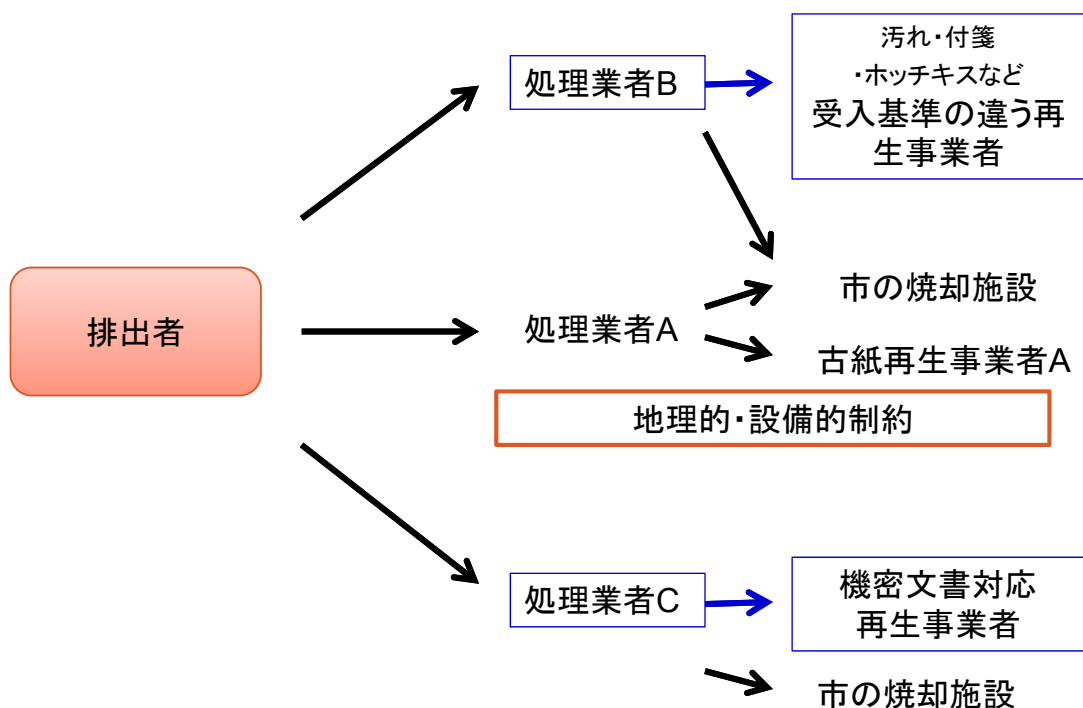 汚れ・付箋
・ホッチキスなど
受入基準の違う再
生事業者
処理業者B
市の焼却施設
排出者
処理業者A
古紙再生事業者A
地理的・設備的制約
処理業者C
機密文書対応
再生事業者
市の焼却施設